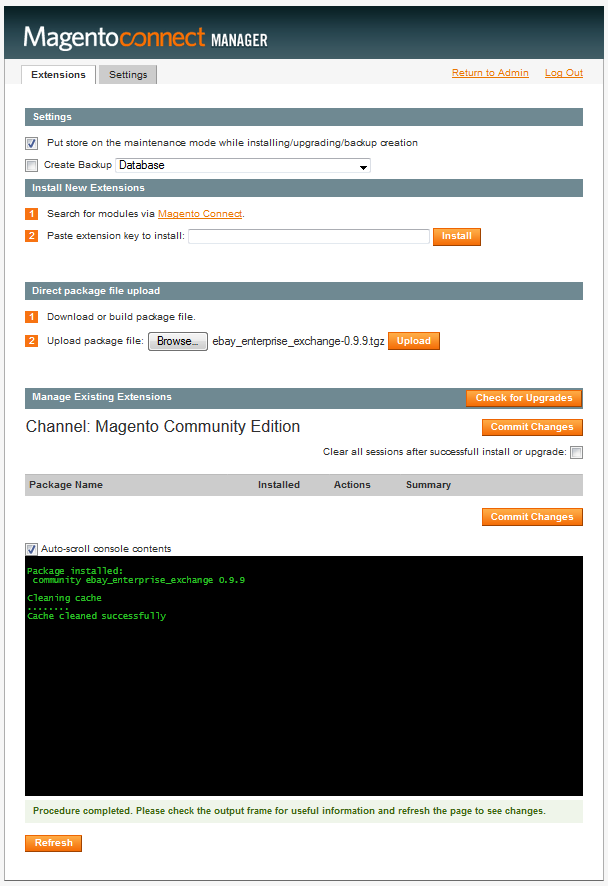 Magentoconnect MANAGER
Extensions Settings Return to Admin Log Out
Settings
Put store on the maintenance mode while installing/upgrading/backup creation
Create Backup Database
Install New Extensions
1 Search for modules via Magento Connect.
2 Paste extension key to install: Install
Direct package file upload
1 Download or build package file.
2 Upload package file: Browse... ebay_enterprise_exchange-0.9.9.tgz Upload
Manage Existing Extensions Check for Upgrades
Channel: Magento Community Edition Commit Changes
Clear all sessions after successfull install or upgrade:
Package Name Installed Actions Summary
Commit Changes
Auto-scroll console contents
Package installed:
community ebay_enterprise_exchange 0.9.9
Cleaning cache
........
Cache cleaned successfully
Procedure completed. Please check the output frame for useful information and refresh the page to see changes.
Refresh